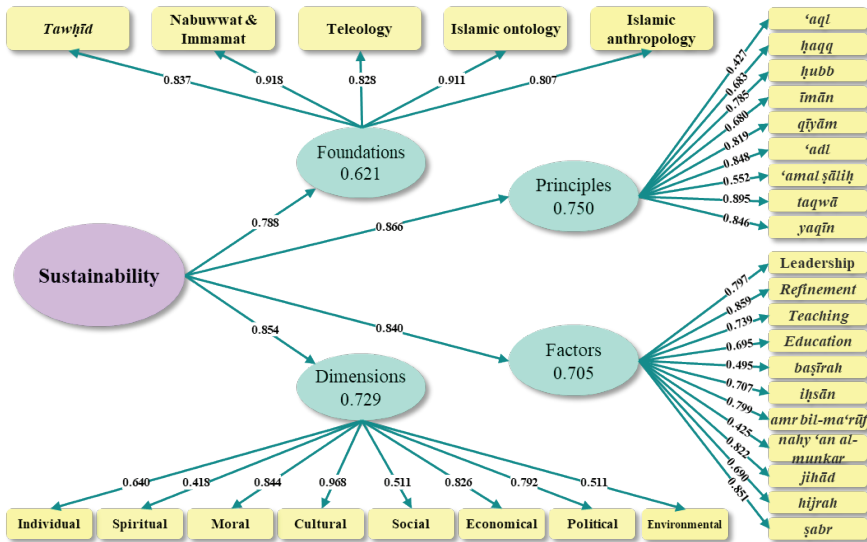 Tawḥīd
Nabuwwat &
Immamat
Teleology
Islamic ontology
Islamic
anthropology
0.837
0.918
0.828
0.911
0.807
Foundations
0.621
0.788
Principles
0.750
0.866
‘aql
ḥaqq
ḥubb
īmān
qīyām
‘adl
‘amal ṣāliḥ
taqwā
yaqīn
0.427
0.683
0.785
0.680
0.819
0.848
0.552
0.895
0.846
Sustainability
0.854
0.840
Dimensions
0.729
Factors
0.705
Leadership
Refinement
Teaching
Education
baṣīrah
iḥsān
amr bil-ma‘rūf
nahy ‘an al-
munkar
jihād
hijrah
ṣabr
0.797
0.859
0.739
0.695
0.495
0.707
0.799
0.425
0.822
0.690
0.851
0.640
0.418
0.844
0.968
0.511
0.826
0.792
0.511
Individual
Spiritual
Moral
Cultural
Social
Economical
Political
Environmental